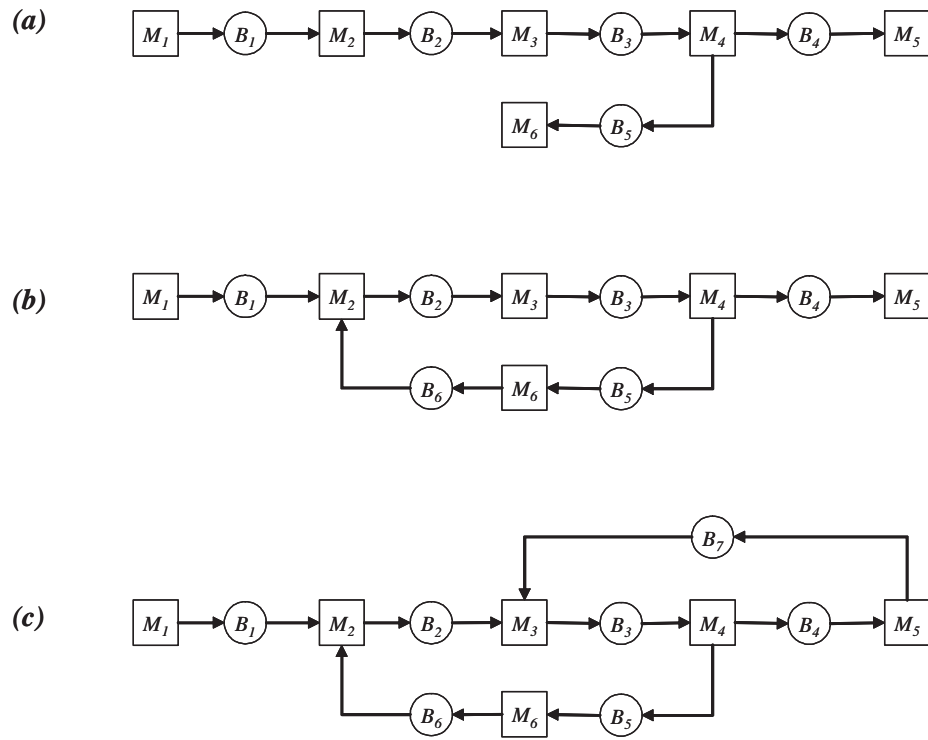 (a) M1 B1 M2 B2 M3 B3 M4 B4 M5
M6 B5
(b) M1 B1 M2 B2 M3 B3 M4 B4 M5
B6 M6 B5
B7
(c) M1 B1 M2 B2 M3 B3 M4 B4 M5
B6 M6 B5